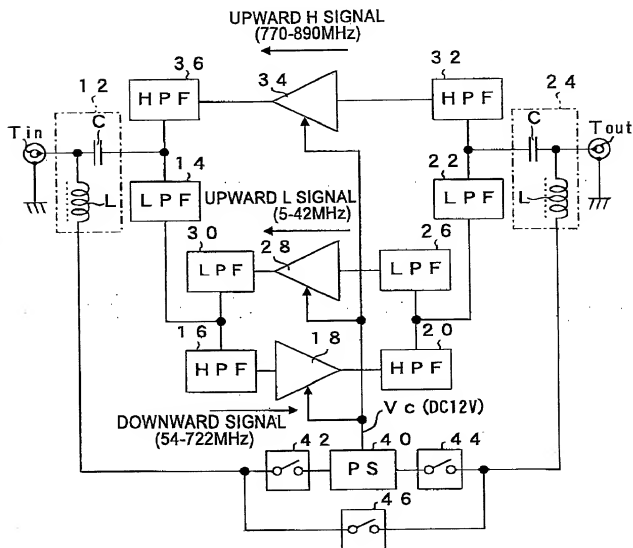 UPWARD H SIGNAL
(770-890MHz)
36
34
32
12
24
HPF
HPF
C
C
Tin
Tout
14
22
L
LPF
UPWARD L SIGNAL
(5-42MHz)
LPF
L
30
28
26
LPF
LPF
16
18
20
HPF
HPF
DOWNWARD SIGNAL
(54-722MHz)
Vc (DC12V)
42
40
44
PS
46